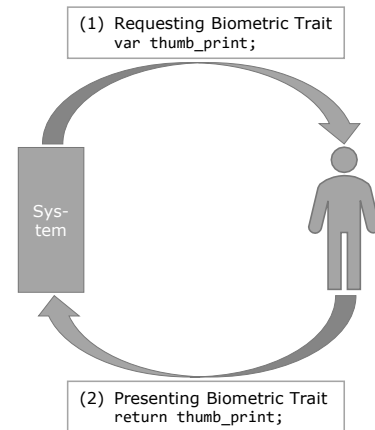 (1) Requesting Biometric Trait
var thumb_print;
Sys-
tem
(2) Presenting Biometric Trait
return thumb_print;